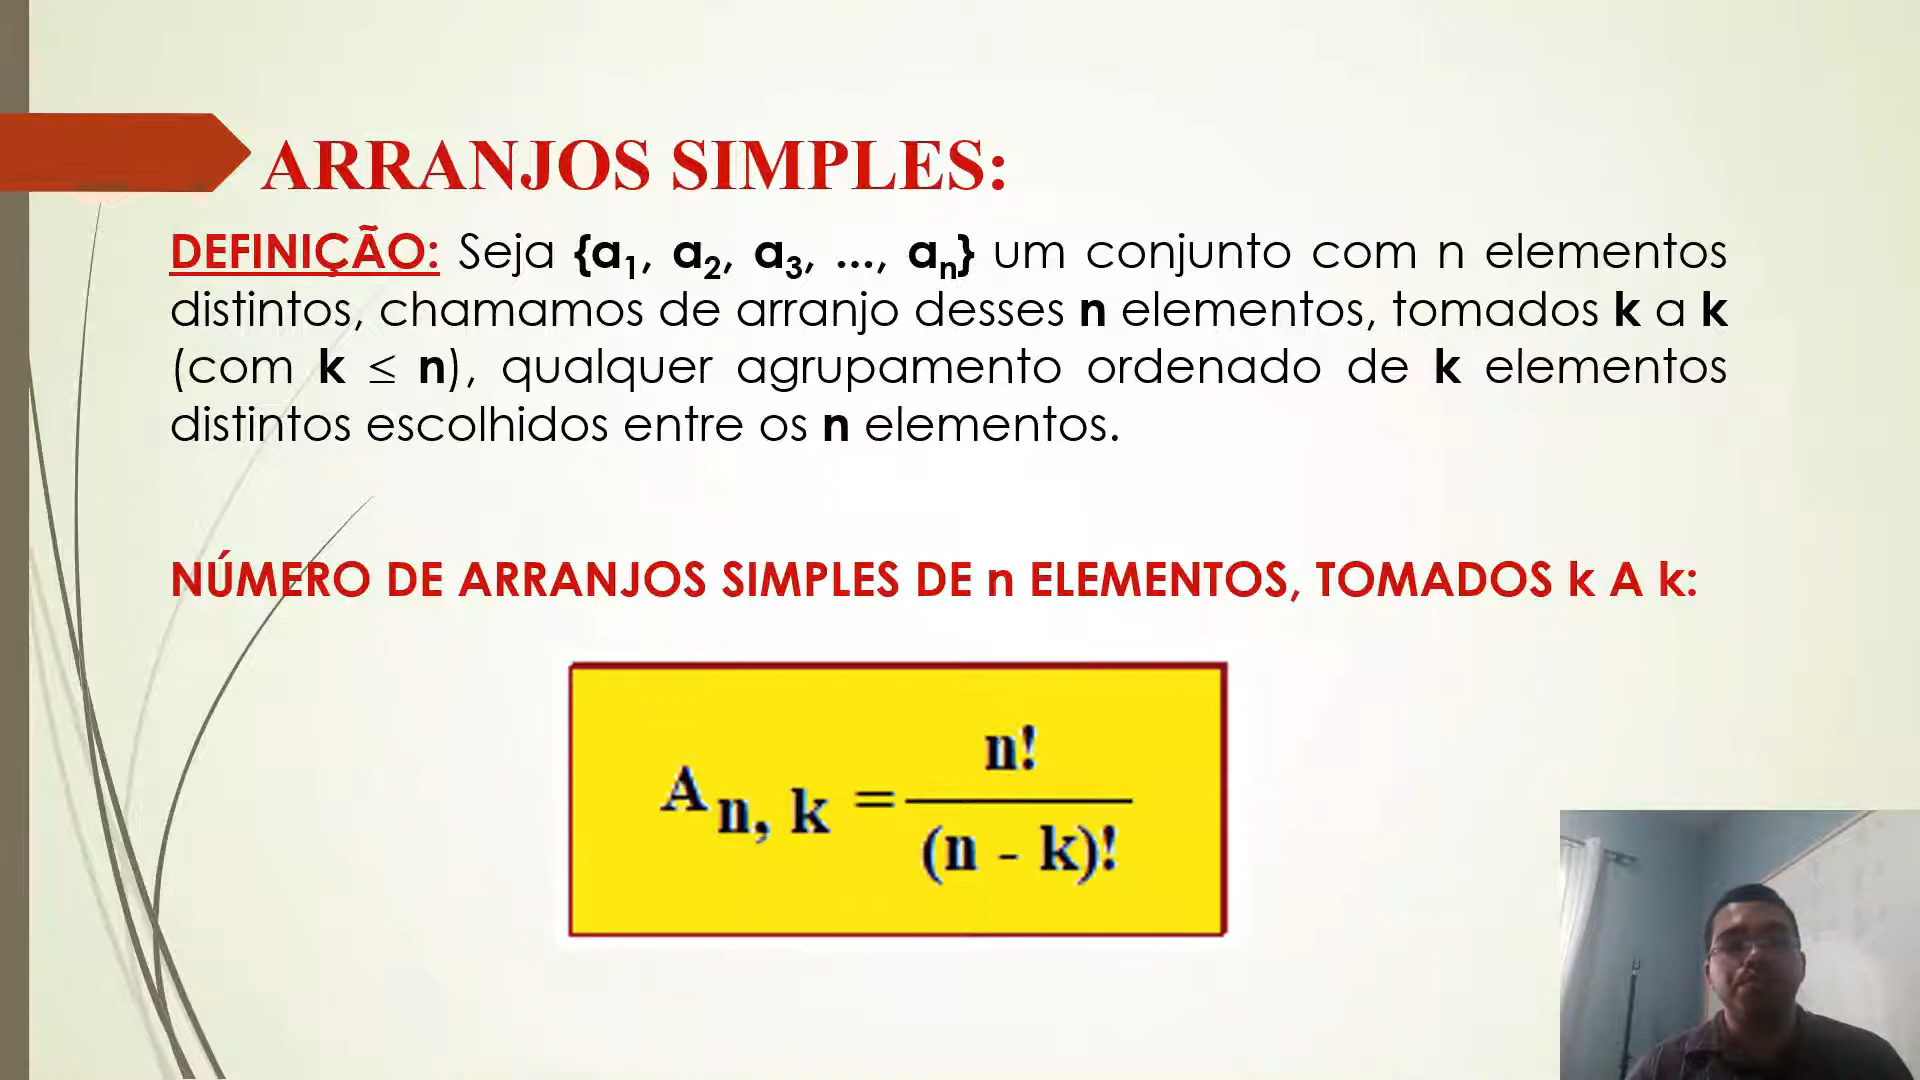 ARRANJOS SIMPLES:
DEFINIÇÃO: Seja {a₁, a₂, a₃, ..., aₙ} um conjunto com n elementos
distintos, chamamos de arranjo desses n elementos, tomados k a k
(com k ≤ n), qualquer agrupamento ordenado de k elementos
distintos escolhidos entre os n elementos.
NÚMERO DE ARRANJOS SIMPLES DE n ELEMENTOS, TOMADOS k A k:
A n, k = n! / (n - k)!